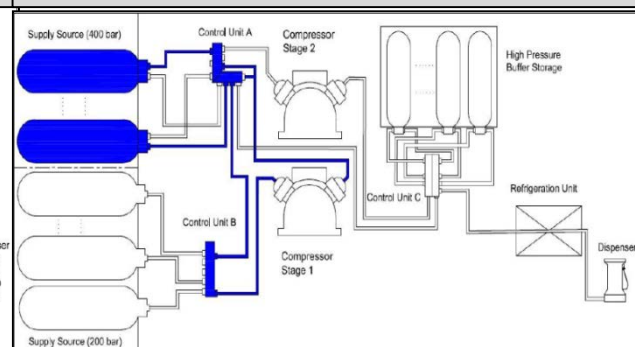 Supply Source (400 bar)
Control Unit A
Compressor
Stage 2
High Pressure
Buffer Storage
Control Unit C
Refrigeration Unit
Dispenser
Control Unit B
Compressor
Stage 1
Supply Source (200 bar)